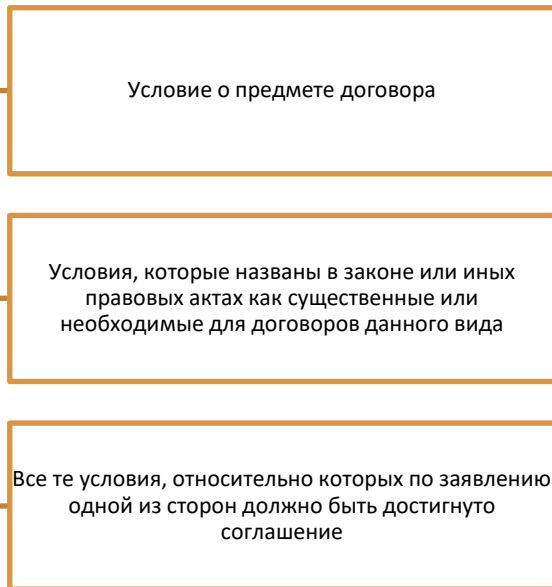 Условие о предмете договора
Условия, которые названы в законе или иных
правовых актах как существенные или
необходимые для договоров данного вида
Все те условия, относительно которых по заявлению
одной из сторон должно быть достигнуто
соглашение